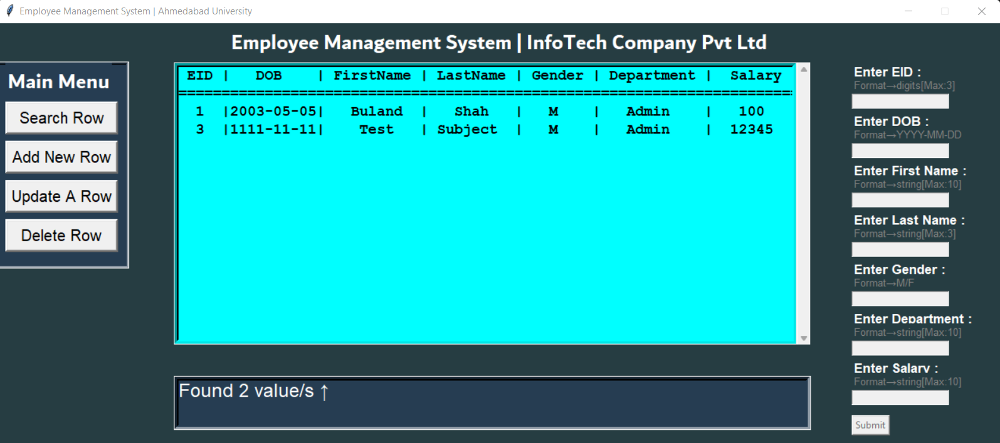 Employee Management System | Ahmedabad University
Employee Management System | InfoTech Company Pvt Ltd
Main Menu
Search Row
Add New Row
Update A Row
Delete Row
EID | DOB | FirstName | LastName | Gender | Department | Salary
=======================================================================
1 |2003-05-05| Buland | Shah | M | Admin | 100
3 |1111-11-11| Test | Subject | M | Admin | 12345
Found 2 value/s ↑
Enter EID :
Format→digits[Max:3]
Enter DOB :
Format→YYYY-MM-DD
Enter First Name :
Format→string[Max:10]
Enter Last Name :
Format→string[Max:3]
Enter Gender :
Format→M/F
Enter Department :
Format→string[Max:10]
Enter Salary :
Format→string[Max:10]
Submit